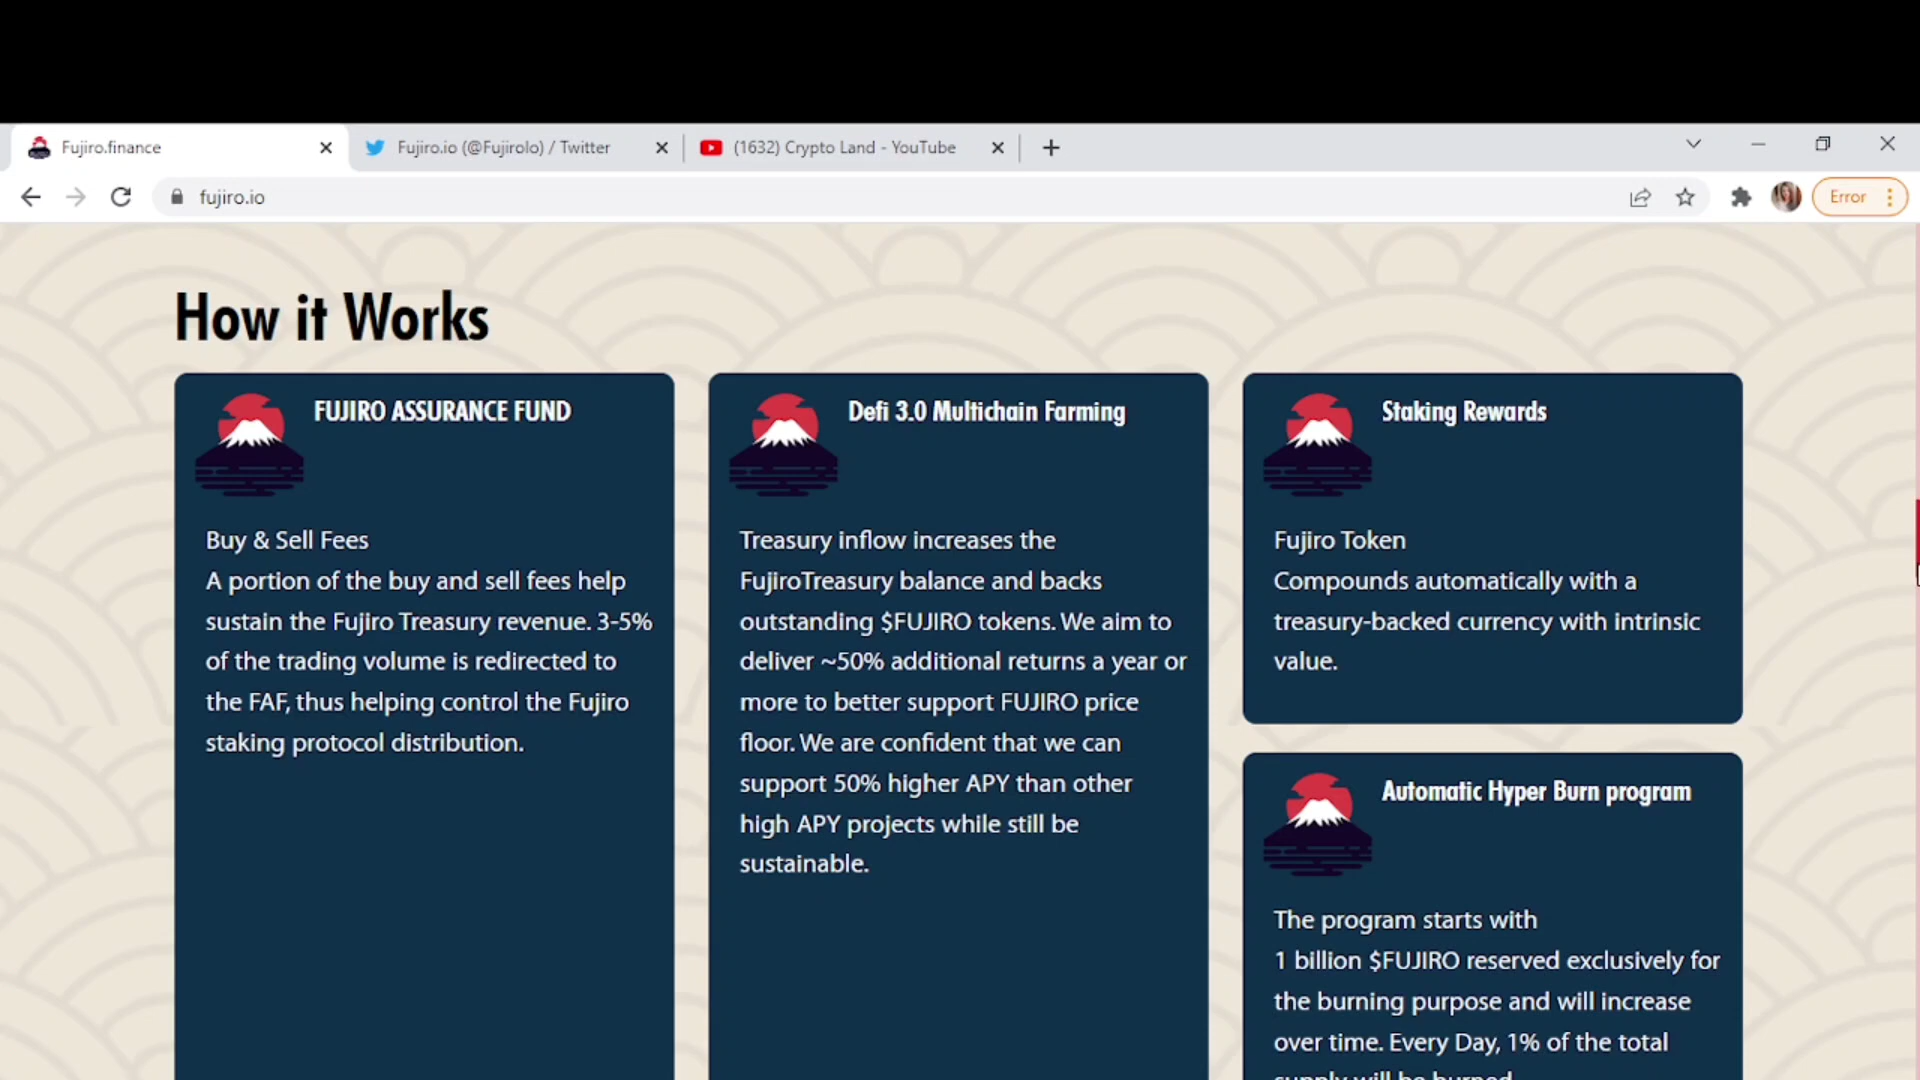 Fujiro.finance
Fujiro.io (@FujiroIo) / Twitter
(1632) Crypto Land - YouTube
fujiro.io
Error
How it Works
FUJIRO ASSURANCE FUND
Buy & Sell Fees
A portion of the buy and sell fees help
sustain the Fujiro Treasury revenue. 3-5%
of the trading volume is redirected to
the FAF, thus helping control the Fujiro
staking protocol distribution.
Defi 3.0 Multichain Farming
Treasury inflow increases the
FujiroTreasury balance and backs
outstanding $FUJIRO tokens. We aim to
deliver ~50% additional returns a year or
more to better support FUJIRO price
floor. We are confident that we can
support 50% higher APY than other
high APY projects while still be
sustainable.
Staking Rewards
Fujiro Token
Compounds automatically with a
treasury-backed currency with intrinsic
value.
Automatic Hyper Burn program
The program starts with
1 billion $FUJIRO reserved exclusively for
the burning purpose and will increase
over time. Every Day, 1% of the total
supply will be burned